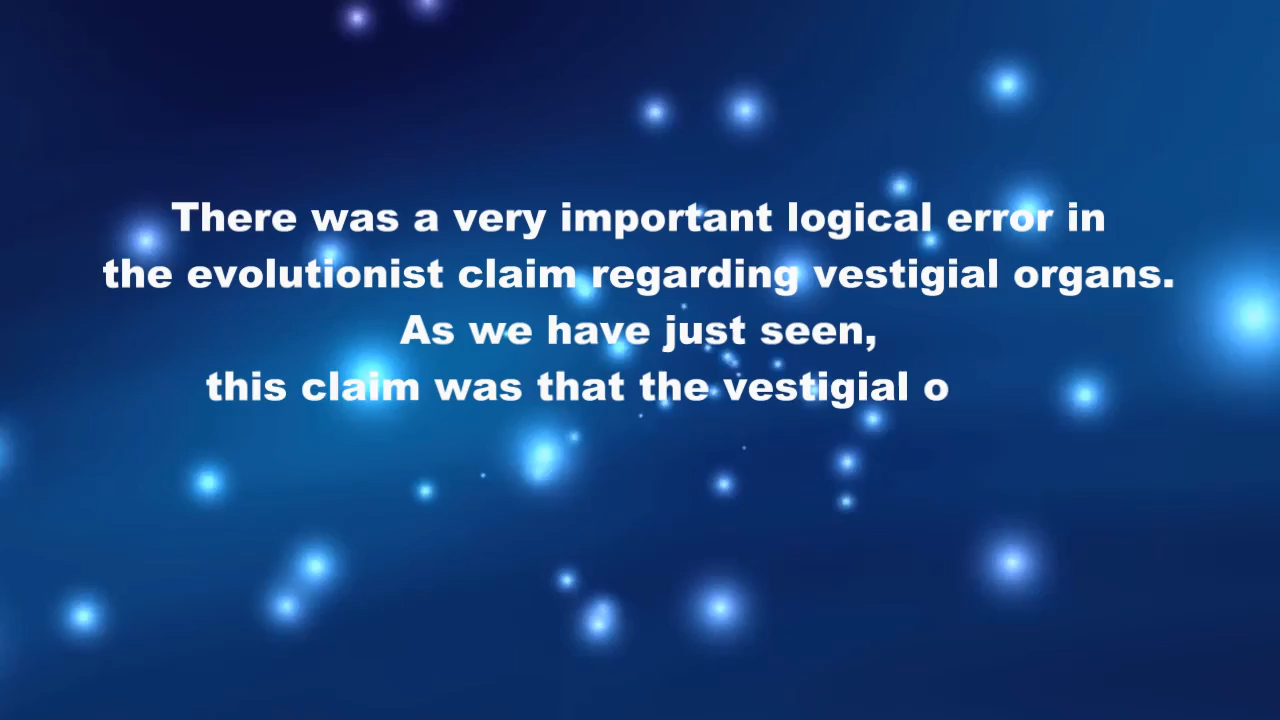 There was a very important logical error in
the evolutionist claim regarding vestigial organs.
As we have just seen,
this claim was that the vestigial o